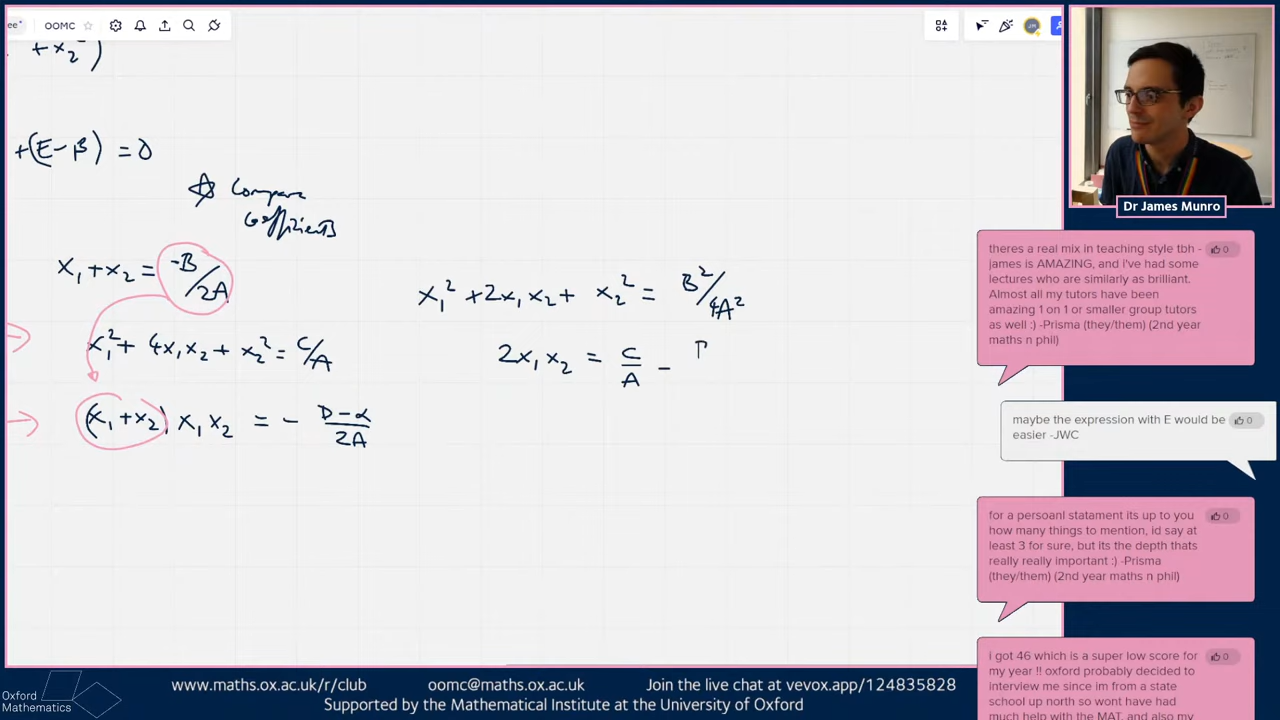 ee
OOMC
+ x₂²)
+(E-β) = 0
☆ Compare
Coefficients
x₁+x₂ = -B/2A
x₁² + 4x₁x₂ + x₂² = C/A
(x₁+x₂) x₁x₂ = - D-α/2A
x₁² + 2x₁x₂ + x₂² = B²/4A²
2x₁x₂ = C/A -
JM
Dr James Munro
theres a real mix in teaching style tbh -
james is AMAZING, and i've had some
lecturers who are similarly as brilliant.
Almost all my tutors have been
amazing 1 on 1 or smaller group tutors
as well :) -Prisma (they/them) (2nd year
maths n phil)
0
maybe the expression with E would be
easier -JWC
0
for a persoanl statament its up to you
how many things to mention, id say at
least 3 for sure, but its the depth thats
really really important :) -Prisma
(they/them) (2nd year maths n phil)
0
i got 46 which is a super low score for
my year !! oxford probably decided to
interview me since im from a state
school up north so wont have had
much help with the MAT, and also my
0
Oxford
Mathematics
www.maths.ox.ac.uk/r/club oomc@maths.ox.ac.uk Join the live chat at vevox.app/124835828
Supported by the Mathematical Institute at the University of Oxford